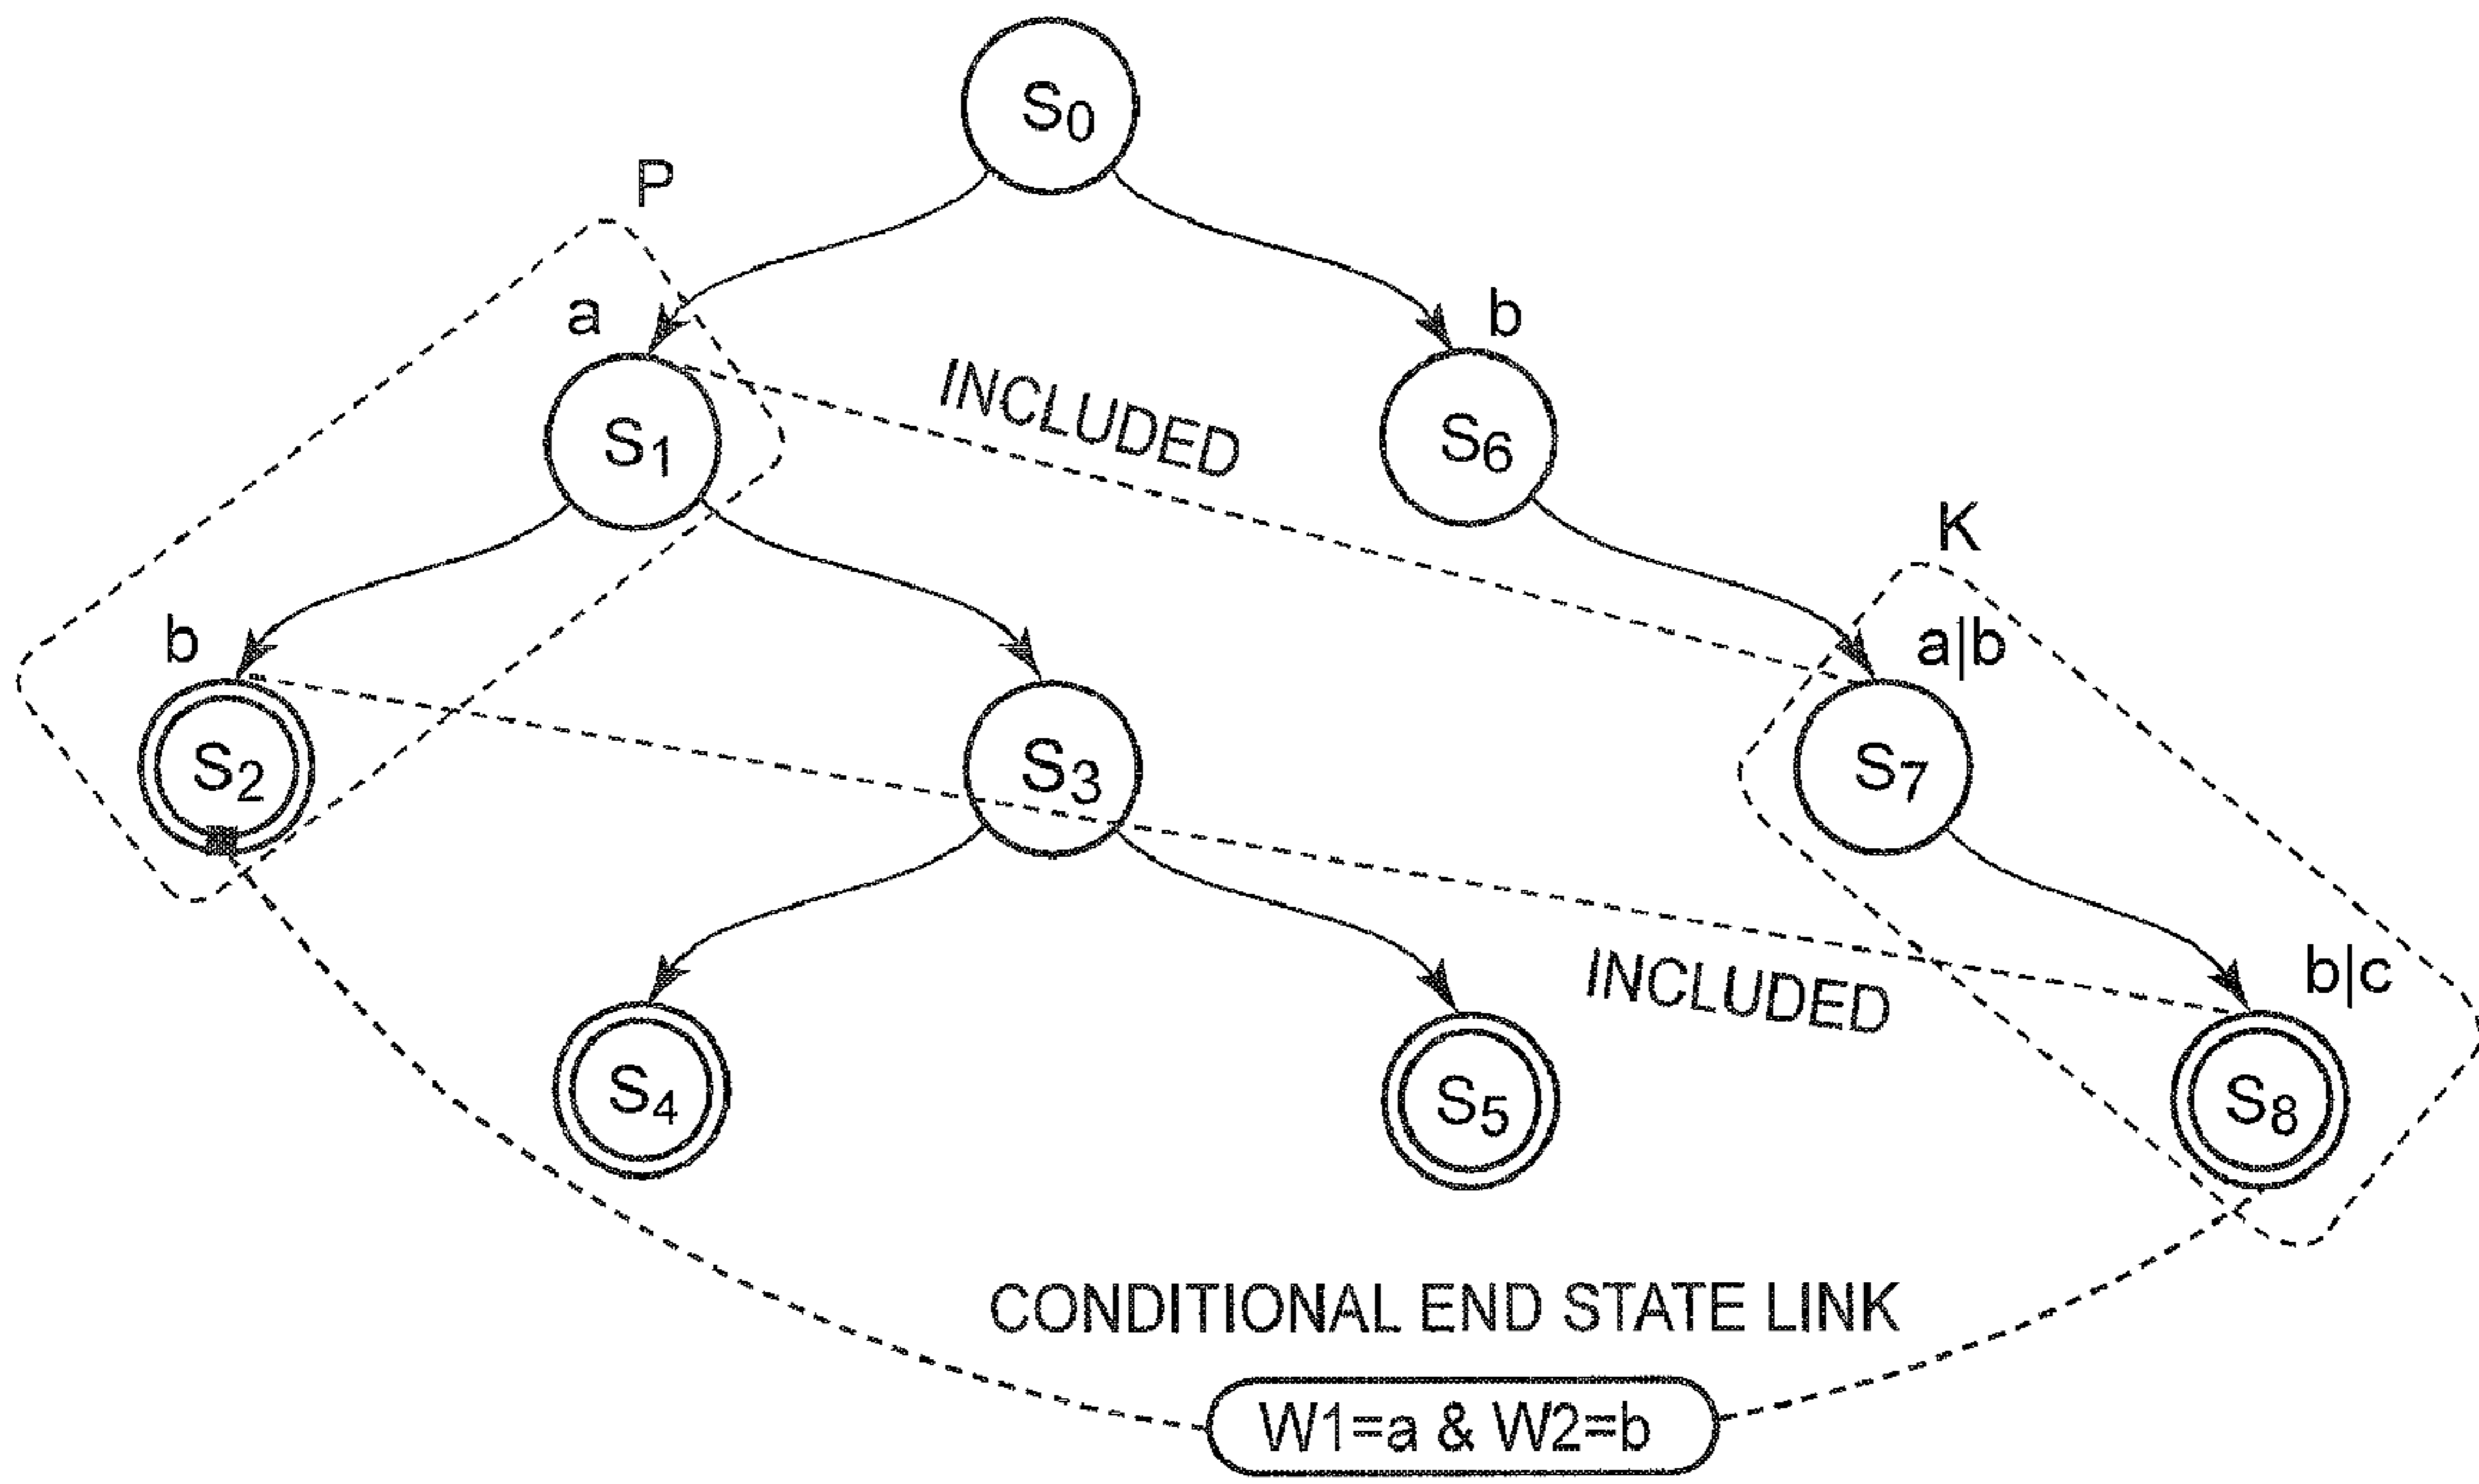 S0
P
a
b
INCLUDED
S1
S6
K
b
a|b
S2
S3
S7
INCLUDED
b|c
S4
S5
S8
CONDITIONAL END STATE LINK
W1=a & W2=b